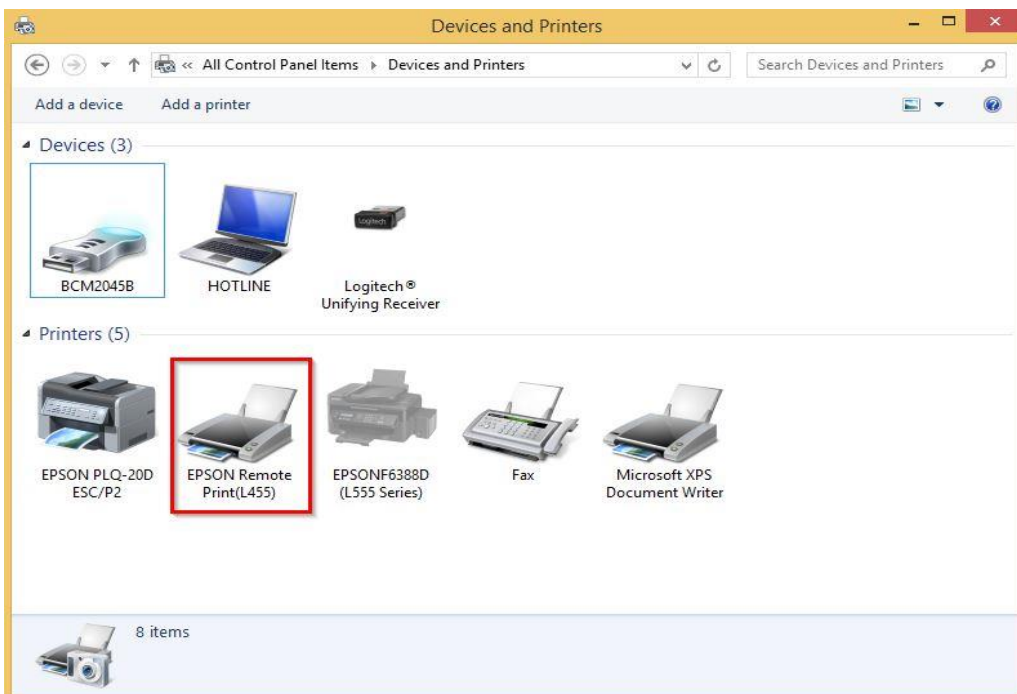 Devices and Printers
« All Control Panel Items ▸ Devices and Printers
Search Devices and Printers
Add a device Add a printer
Devices (3)
Logitech
BCM2045B
HOTLINE
Logitech®
Unifying Receiver
Printers (5)
EPSON PLQ-20D
ESC/P2
EPSON Remote
Print(L455)
EPSONF6388D
(L555 Series)
Fax
Microsoft XPS
Document Writer
8 items